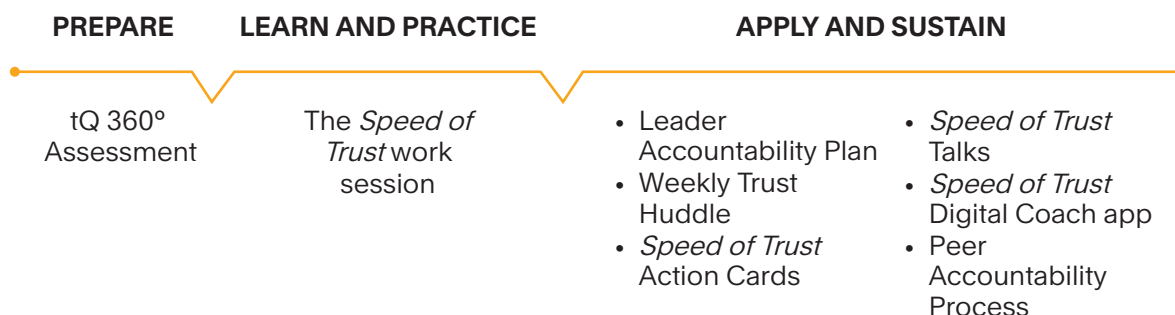 PREPARE
LEARN AND PRACTICE
APPLY AND SUSTAIN
tQ 360°
Assessment
The Speed of
Trust work
session
• Leader
Accountability Plan
• Weekly Trust
Huddle
• Speed of Trust
Action Cards
• Speed of Trust
Talks
• Speed of Trust
Digital Coach app
• Peer
Accountability
Process